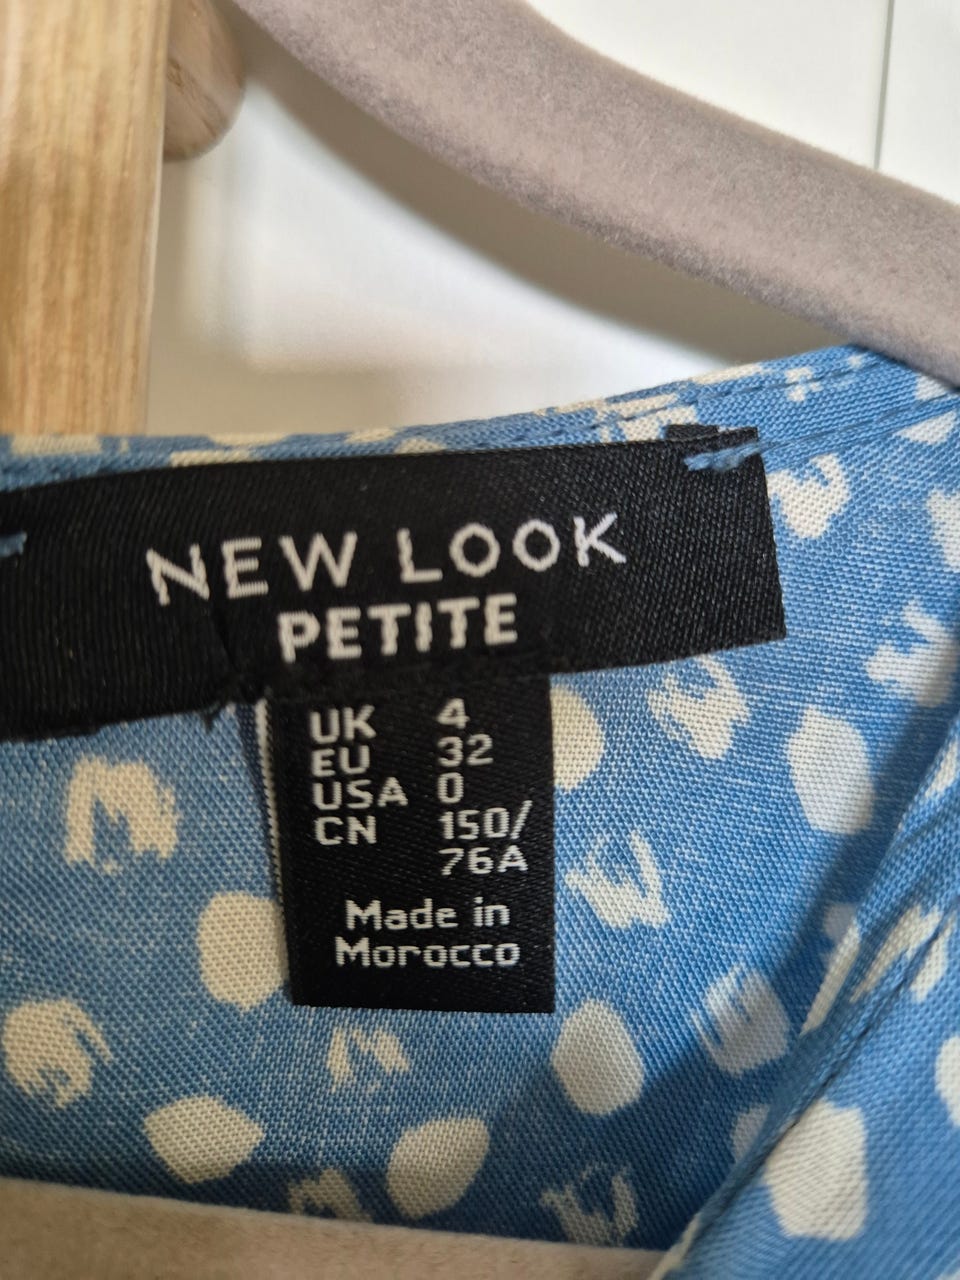 NEW LOOK
PETITE
UK 4
EU 32
USA 0
CN 150/
76A
Made in
Morocco